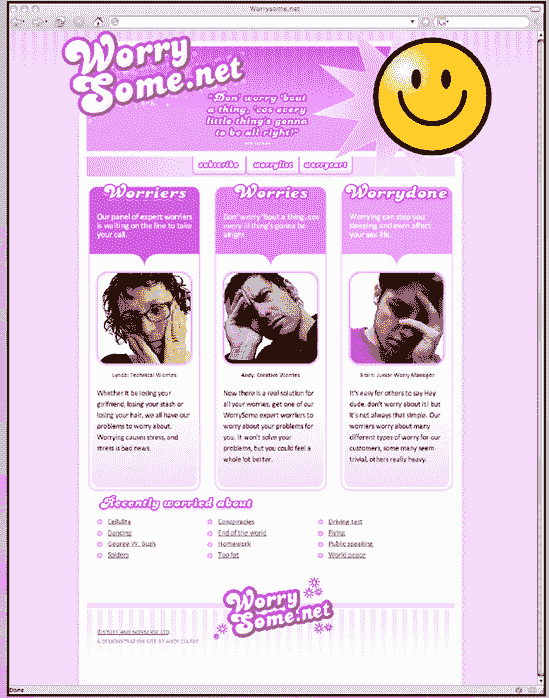 Worrysome.net
Worry
Some.net
"Don' worry 'bout
a thing, 'cos every
little thing's gonna
to be all right!"
subscribe
worrylist
worrycart
Worriers
Our panel of expert worriers
is waiting on the line to take
your call.
Lynda: Technical Worries
Whether it be losing your
girlfriend, losing your stash or
losing your hair, we all have our
problems to worry about.
Worrying causes stress, and
stress is bad news.
Worries
Don' worry 'bout a thing, cos
every lil thing's gonna be
alright
Andy: Creative Worries
Now there is a real solution for
all your worries; get one of our
WorrySome expert worriers to
worry about your problems for
you. It won't solve your
problems, but you could feel a
whole lot better.
Worrydone
Worrying can stop you
sleeping and even affect
your sex life.
Brian: Junior Worry Manager
It's easy for others to say Hey
dude, don't worry about it! but
it's not always that simple. Our
worriers worry about many
different types of worry for our
customers, some many seem
trivial, others really heavy.
Recently worried about
Cellulite
Dancing
George W. Bush
Spiders
Conspiracies
End of the world
Homework
Too fat
Driving test
Flying
Public speaking
World peace
Worry
Some.net
© STUFF AND NONSENSE LTD.
A DEMONSTRATION SITE BY ANDY CLARKE
Done